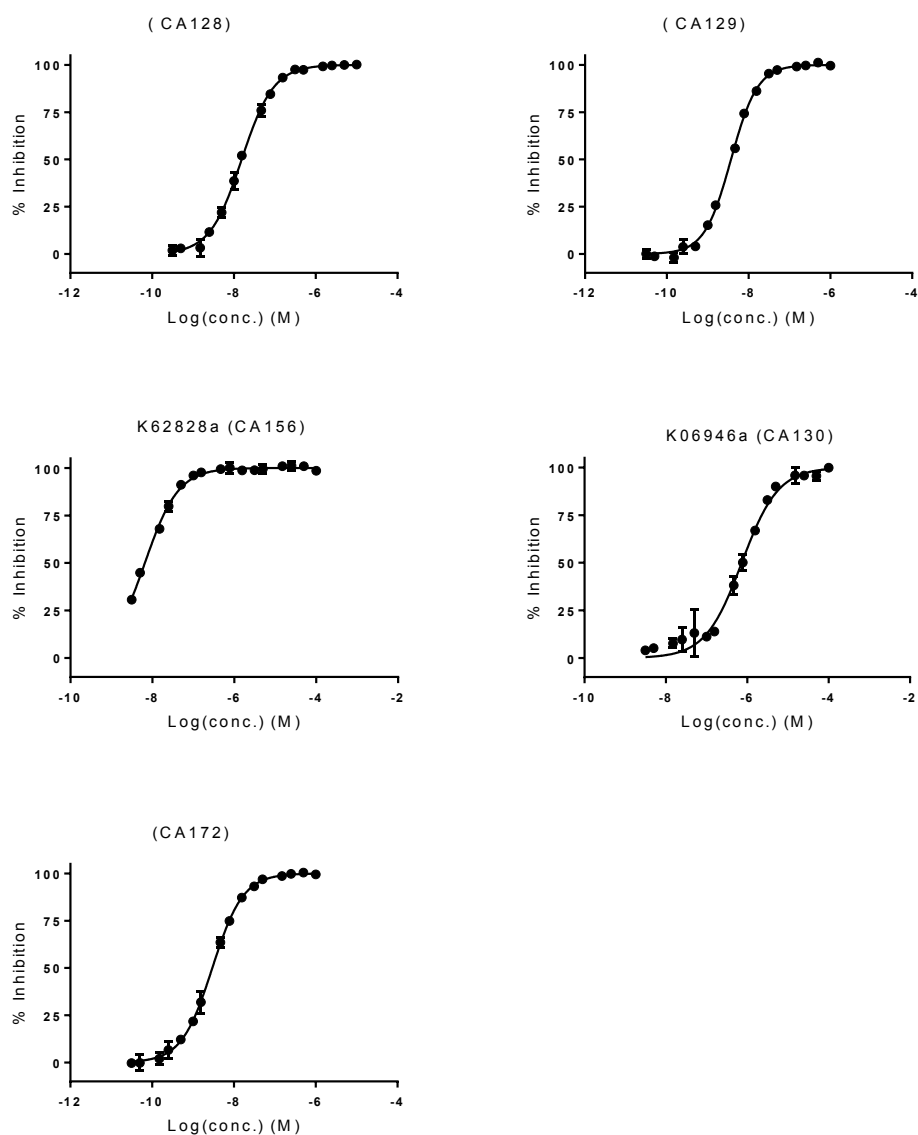 ( CA128)
100
75
50
25
0
% Inhibition
-12 -10 -8 -6 -4
Log(conc.) (M)
( CA129)
100
75
50
25
0
% Inhibition
-12 -10 -8 -6 -4
Log(conc.) (M)
K62828a (CA156)
100
75
50
25
0
% Inhibition
-10 -8 -6 -4 -2
Log(conc.) (M)
K06946a (CA130)
100
75
50
25
0
% Inhibition
-10 -8 -6 -4 -2
Log(conc.) (M)
(CA172)
100
75
50
25
0
% Inhibition
-12 -10 -8 -6 -4
Log(conc.) (M)